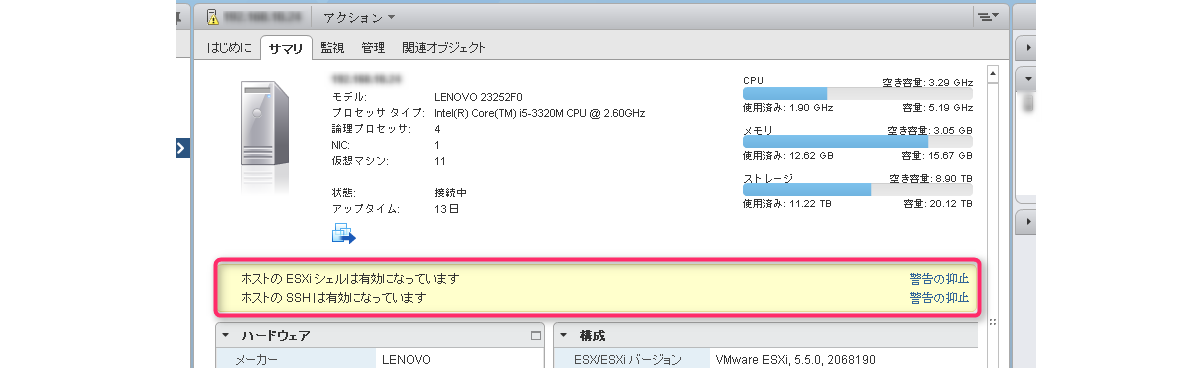 アクション
はじめに サマリ 監視 管理 関連オブジェクト
モデル: LENOVO 23252F0
プロセッサ タイプ: Intel(R) Core(TM) i5-3320M CPU @ 2.60GHz
論理プロセッサ: 4
NIC: 1
仮想マシン: 11
状態: 接続中
アップタイム: 13 日
CPU 空き容量: 3.29 GHz
使用済み: 1.90 GHz 容量: 5.19 GHz
メモリ 空き容量: 3.05 GB
使用済み: 12.62 GB 容量: 15.67 GB
ストレージ 空き容量: 8.90 TB
使用済み: 11.22 TB 容量: 20.12 TB
ホストの ESXi シェルは有効になっています 警告の抑止
ホストの SSH は有効になっています 警告の抑止
ハードウェア
メーカー LENOVO
構成
ESX/ESXi バージョン VMware ESXi, 5.5.0, 2068190